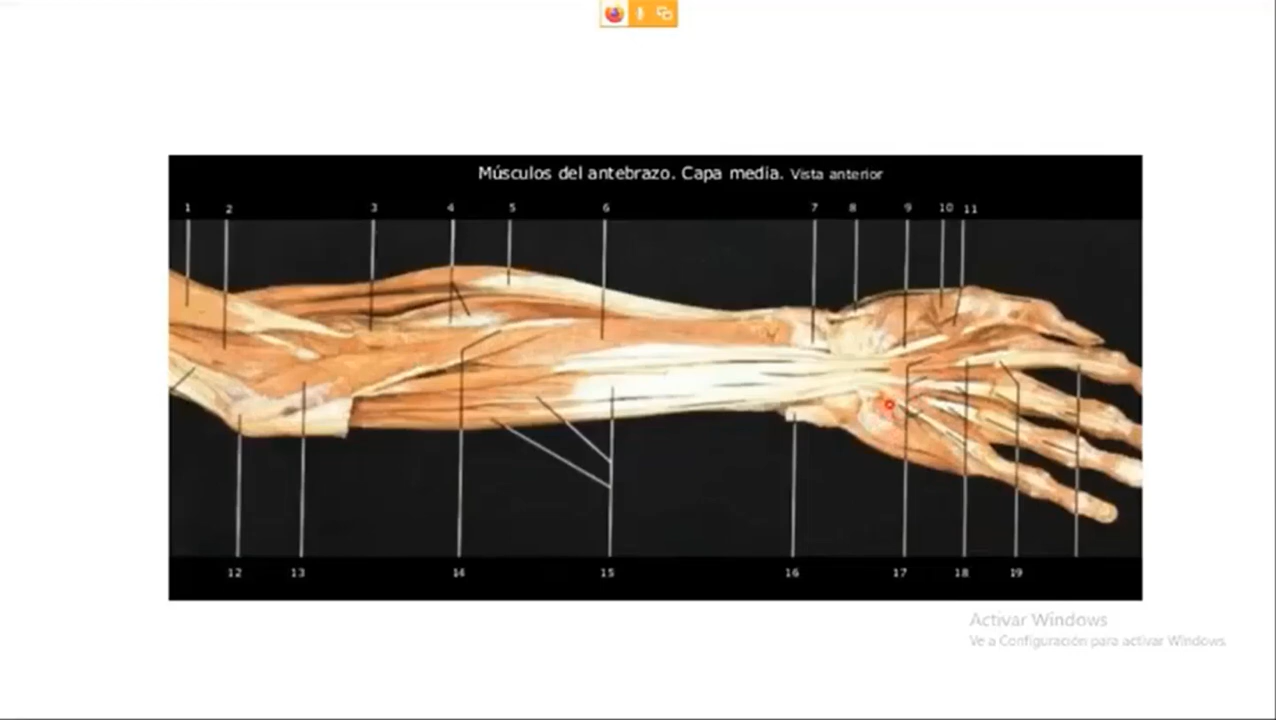 Músculos del antebrazo. Capa media. Vista anterior
1 2 3 4 5 6 7 8 9 10 11
12 13 14 15 16 17 18 19
Activar Windows
Ve a Configuración para activar Windows.